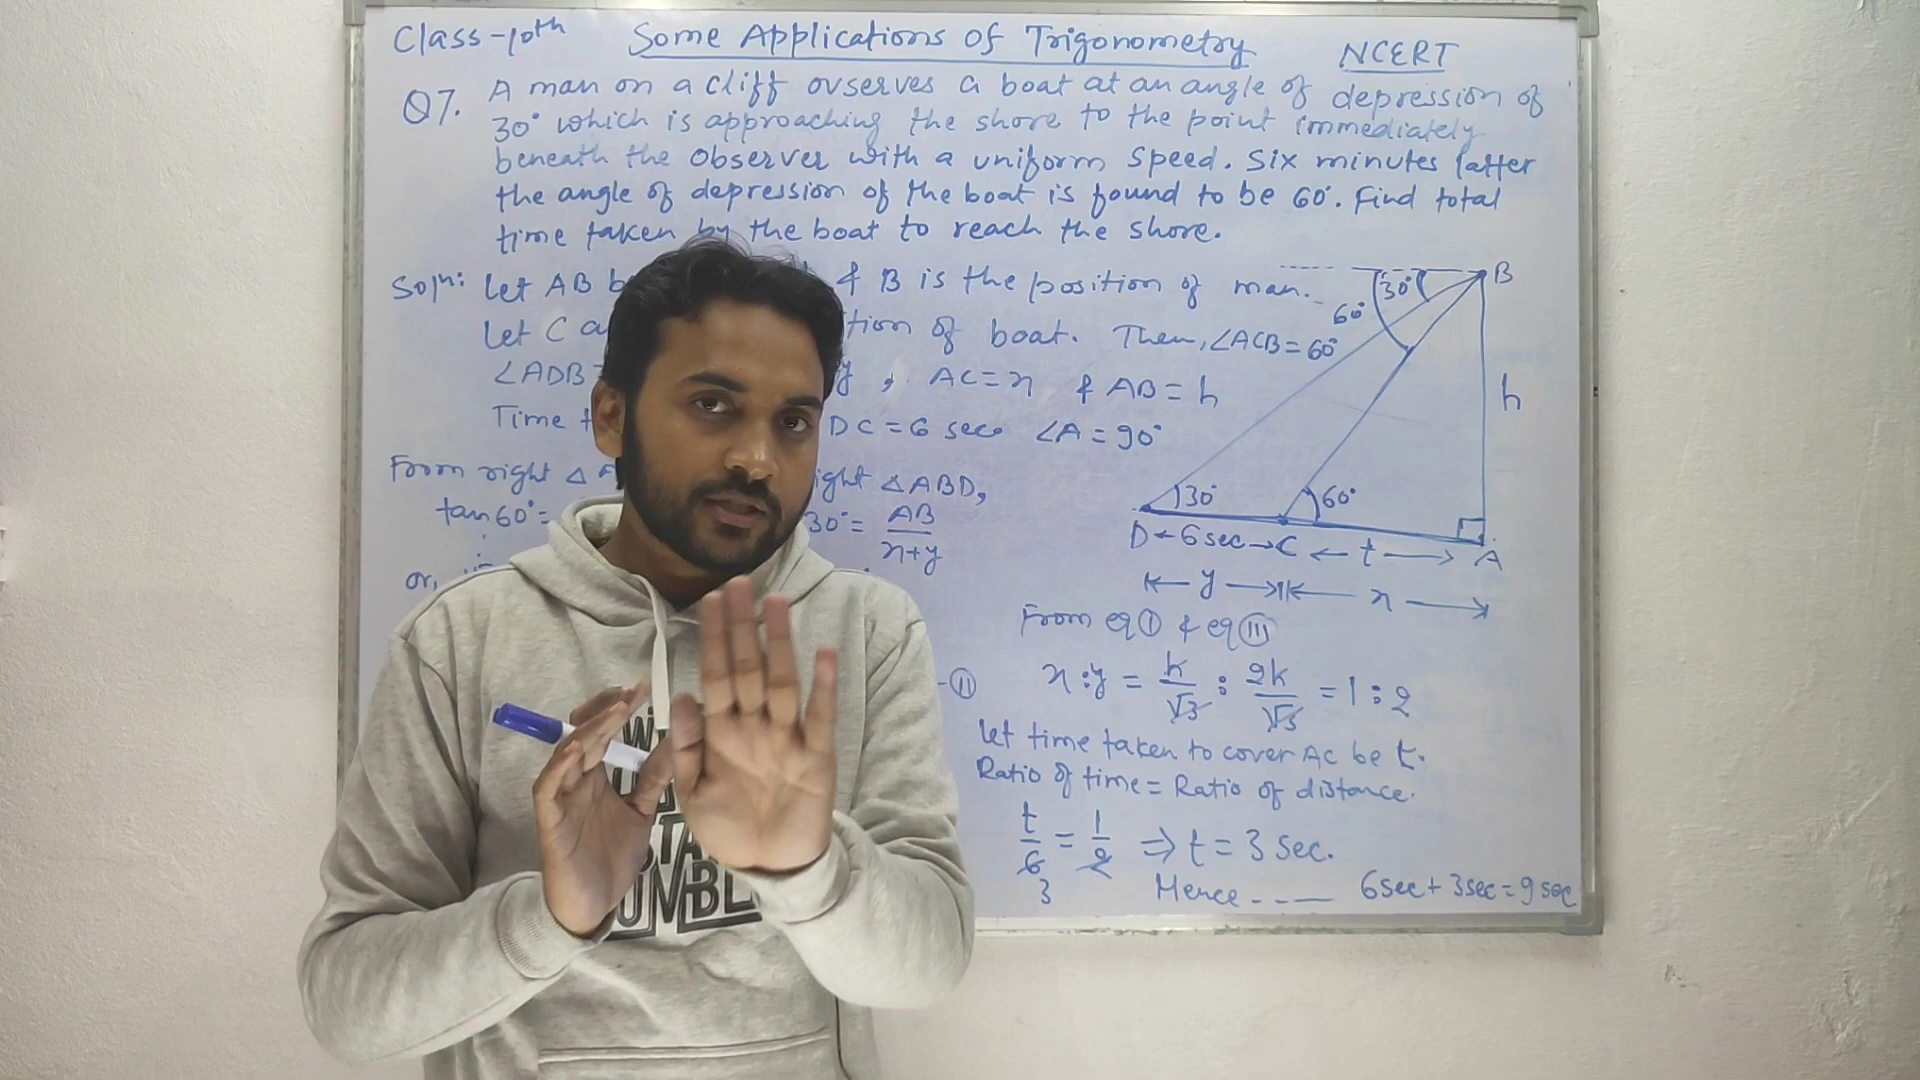 Class-10th Some Applications of Trigonometry NCERT
Q7. A man on a cliff ovserves a boat at an angle of depression of
30° which is approaching the shore to the point immediately
beneath the observer with a uniform speed. Six minutes latter
the angle of depression of the boat is found to be 60°. Find total
time taken by the boat to reach the shore.
Soln: Let AB & B is the position of man.
Let C of boat. Then, ∠ACB = 60°
∠ADB y, AC = x & AB = h
Time DC = 6 sec ∠A = 90°
From right Δ ΔABD,
tan 60° = 30° = AB/x+y
or,
- II
B
30°
60°
h
30° 60°
D ← 6 sec → C ← t → A
← y → ← x →
From eq I & eq III
x : y = h/√3 : 2h/√3 = 1 : 2
Let time taken to cover AC be t.
Ratio of time = Ratio of distance.
t/6 = 1/2 ⇒ t = 3 sec.
3
Hence ---- 6sec + 3sec = 9 sec